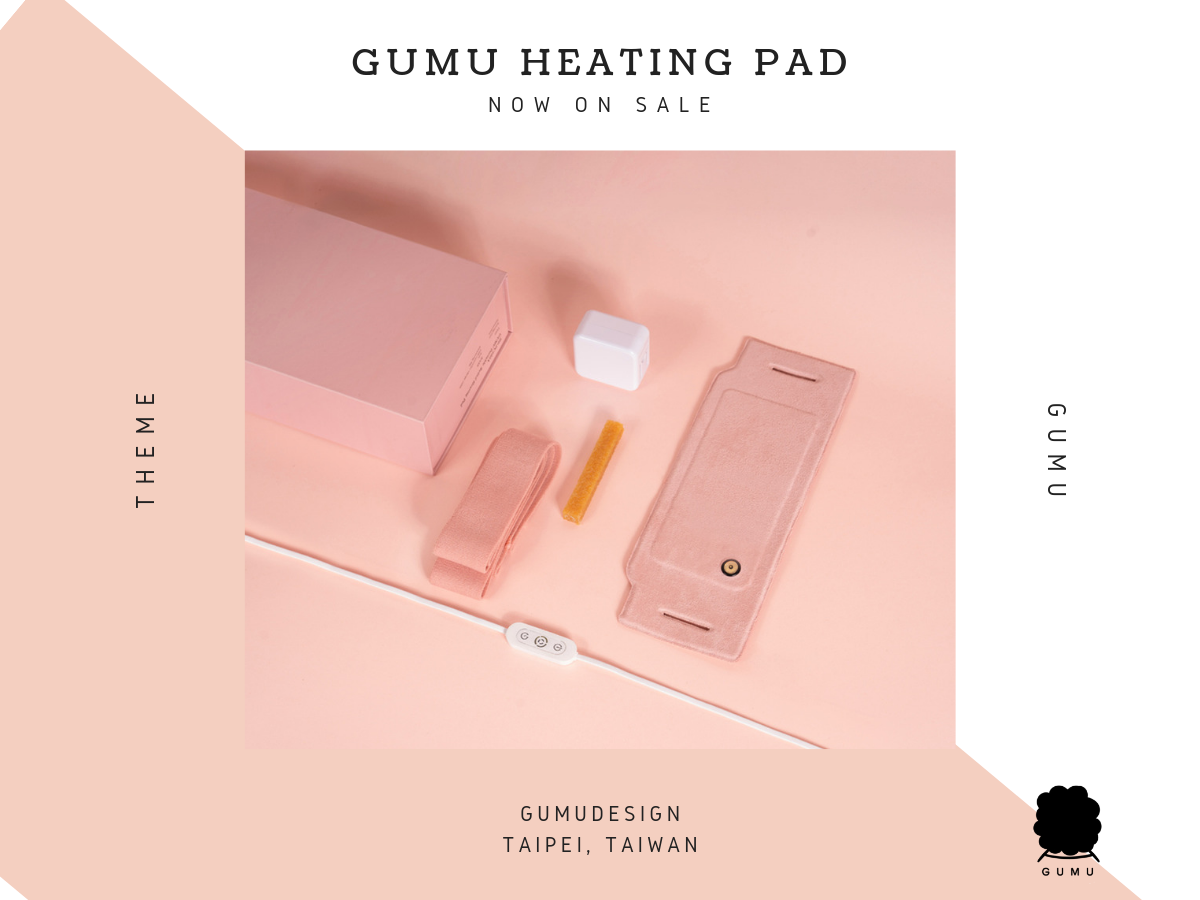 GUMU HEATING PAD
NOW ON SALE
THEME
GUMU
GUMUDESIGN
TAIPEI, TAIWAN
GUMU